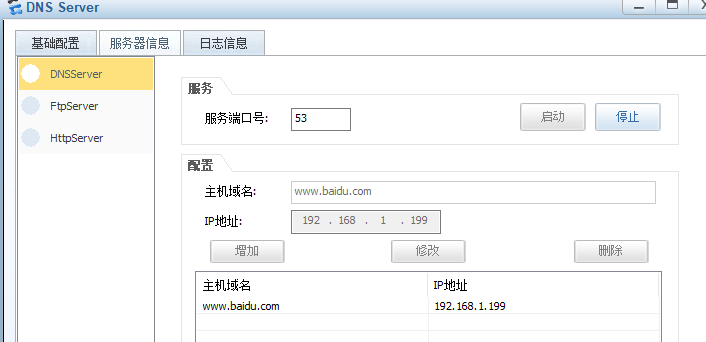 DNS Server
基础配置 服务器信息 日志信息
DNSServer
FtpServer
HttpServer
服务
服务端口号: 53 启动 停止
配置
主机域名: www.baidu.com
IP地址: 192 . 168 . 1 . 199
增加 修改 删除
主机域名 IP地址
www.baidu.com 192.168.1.199